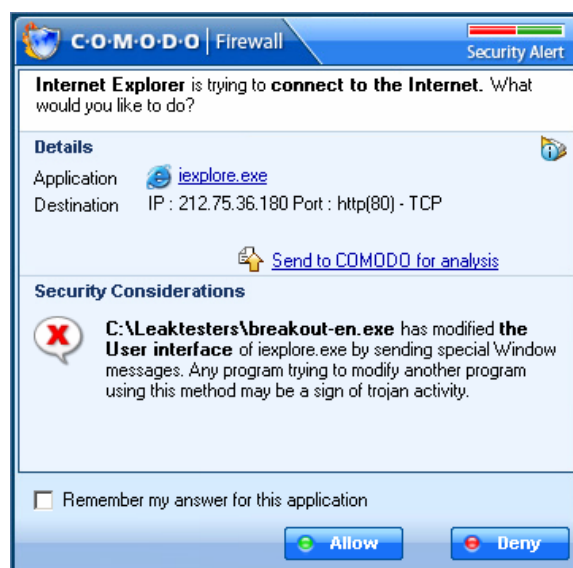 C·O·M·O·D·O | Firewall
Security Alert
Internet Explorer is trying to connect to the Internet. What
would you like to do?
Details
Application iexplore.exe
Destination IP : 212.75.36.180 Port : http(80) - TCP
Send to COMODO for analysis
Security Considerations
C:\Leaktesters\breakout-en.exe has modified the
User interface of iexplore.exe by sending special Window
messages. Any program trying to modify another program
using this method may be a sign of trojan activity.
Remember my answer for this application
Allow Deny